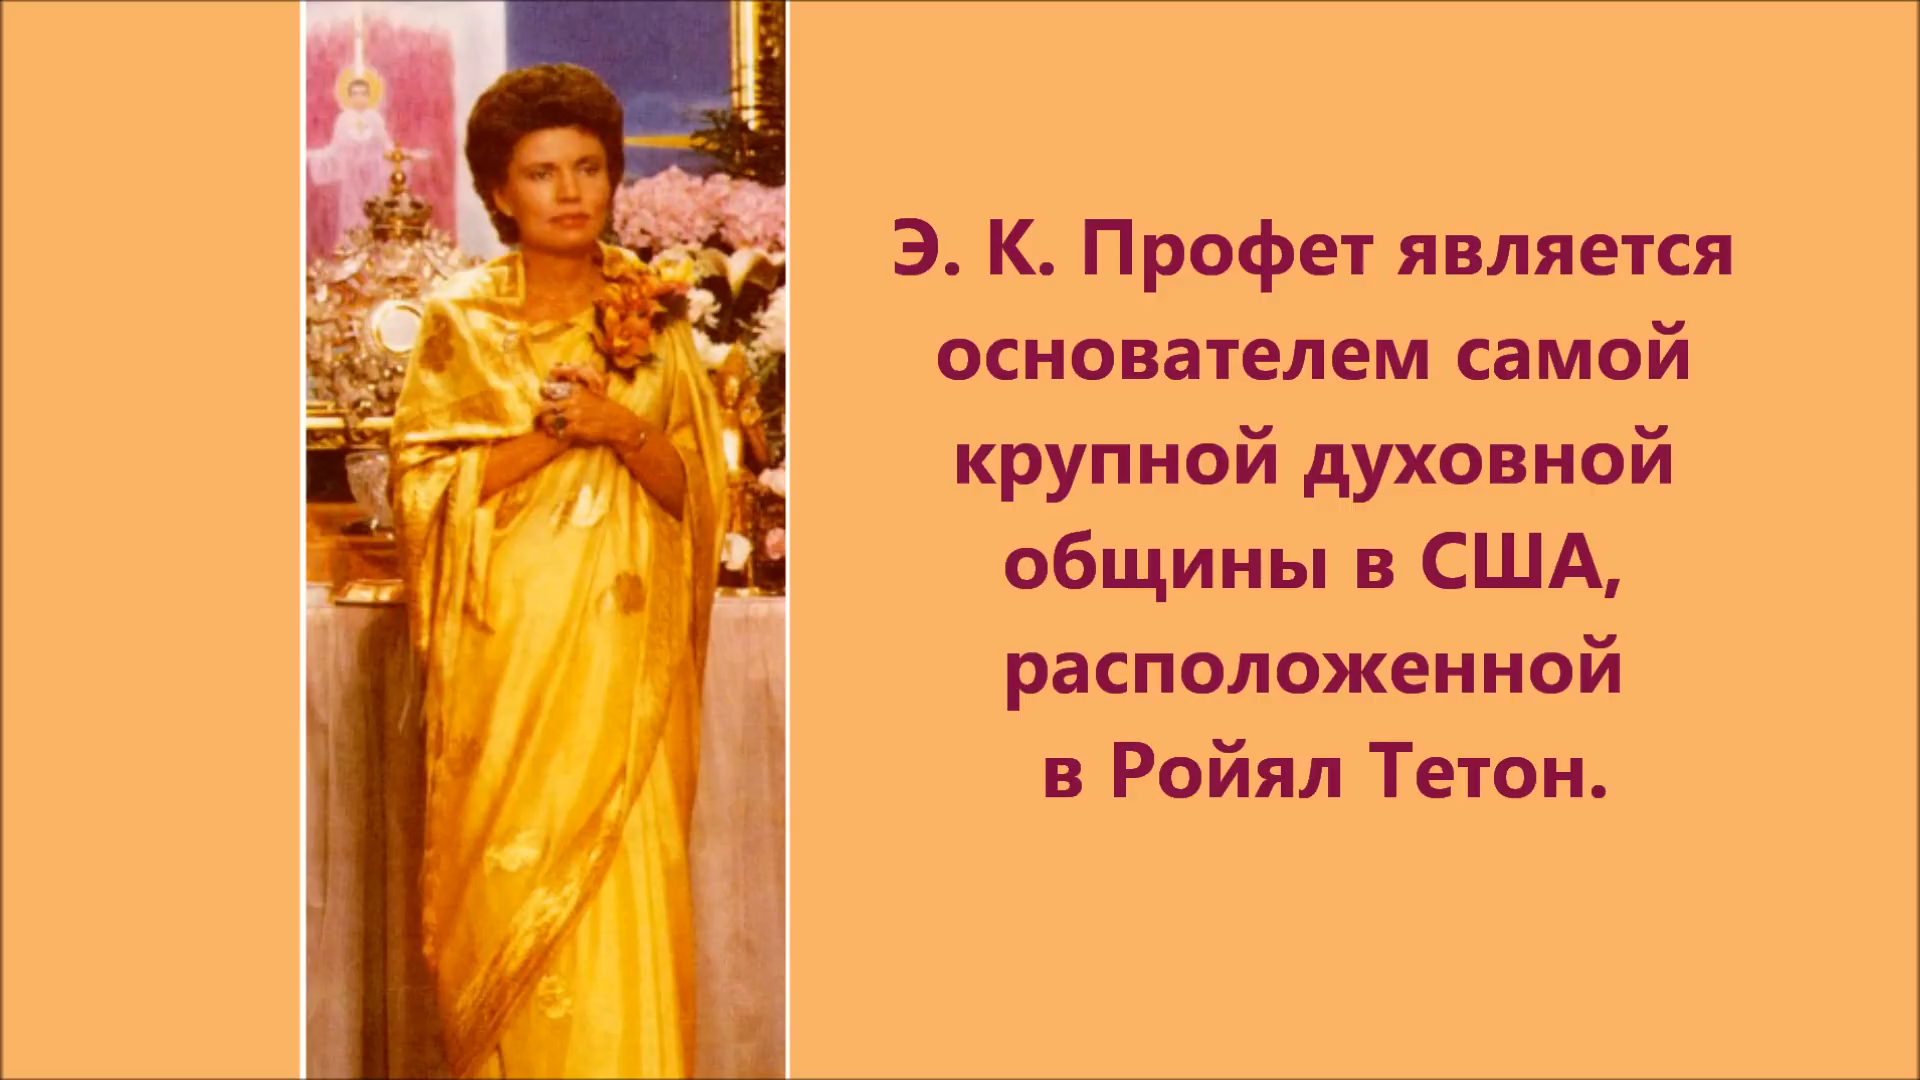 Э. К. Профет является
основателем самой
крупной духовной
общины в США,
расположенной
в Ройял Тетон.